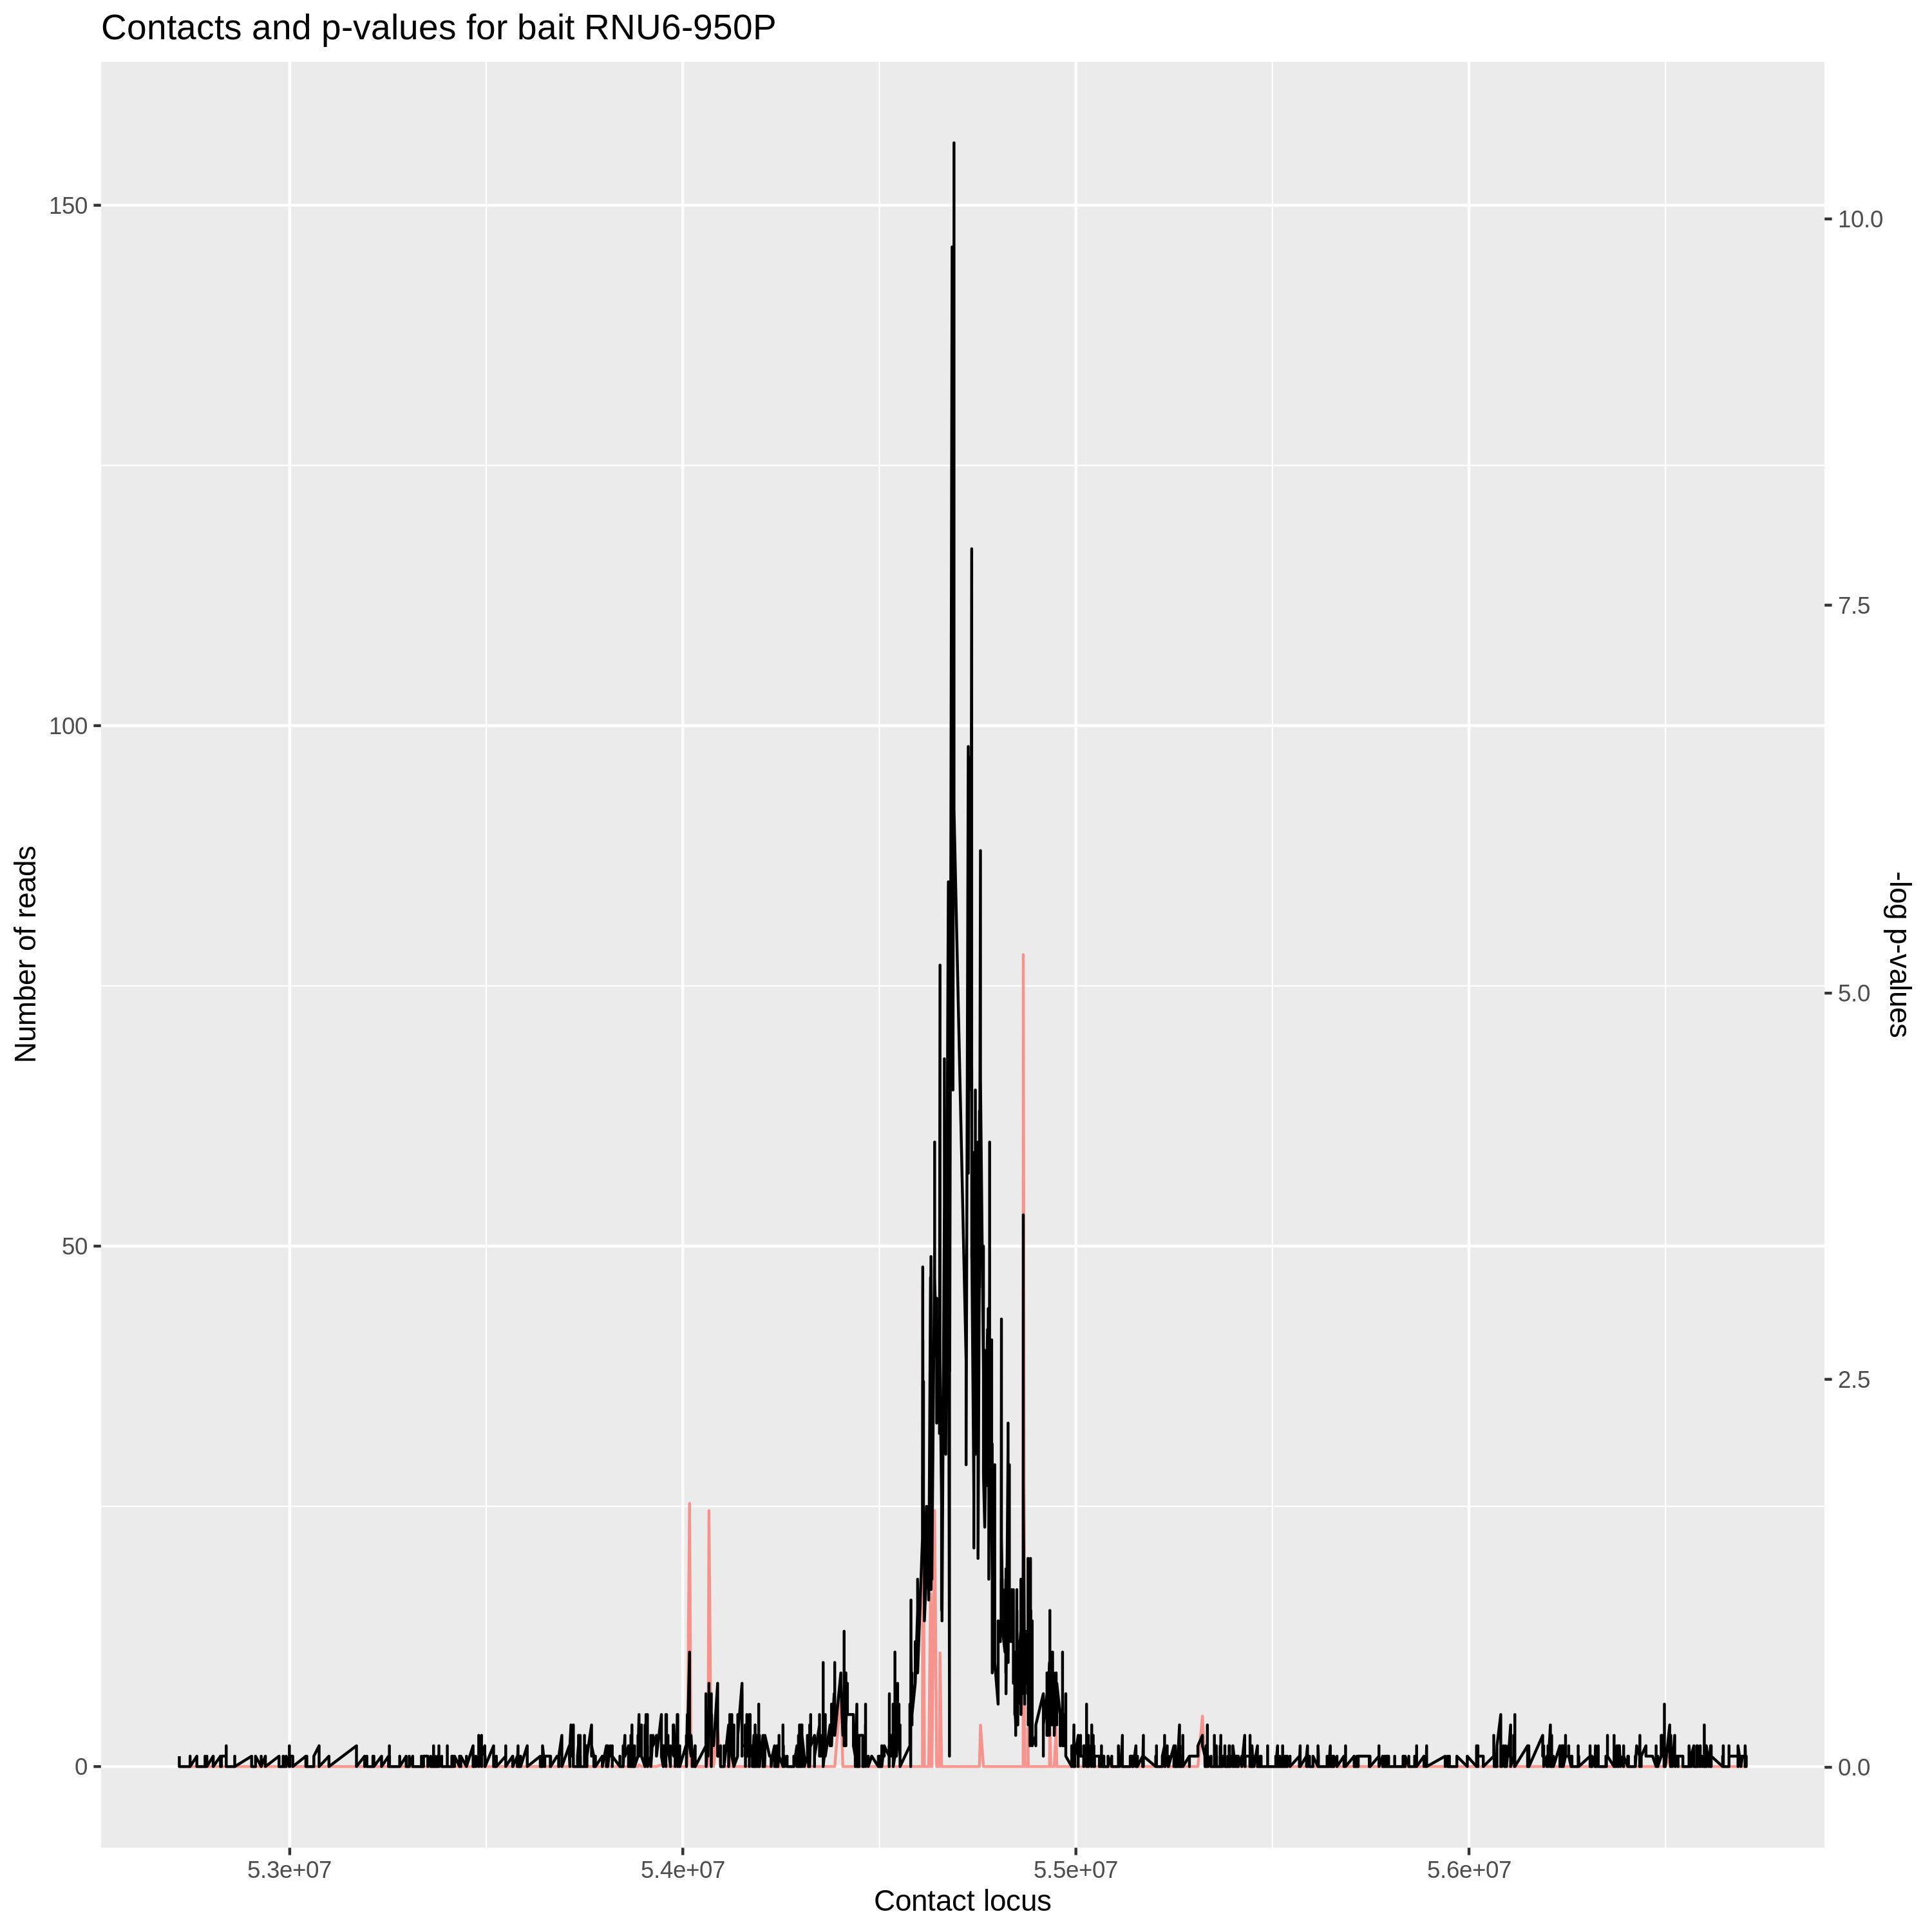 Contacts and p-values for bait RNU6-950P
150
100
50
0
10.0
7.5
5.0
2.5
0.0
Number of reads
-log p-values
5.3e+07
5.4e+07
5.5e+07
5.6e+07
Contact locus